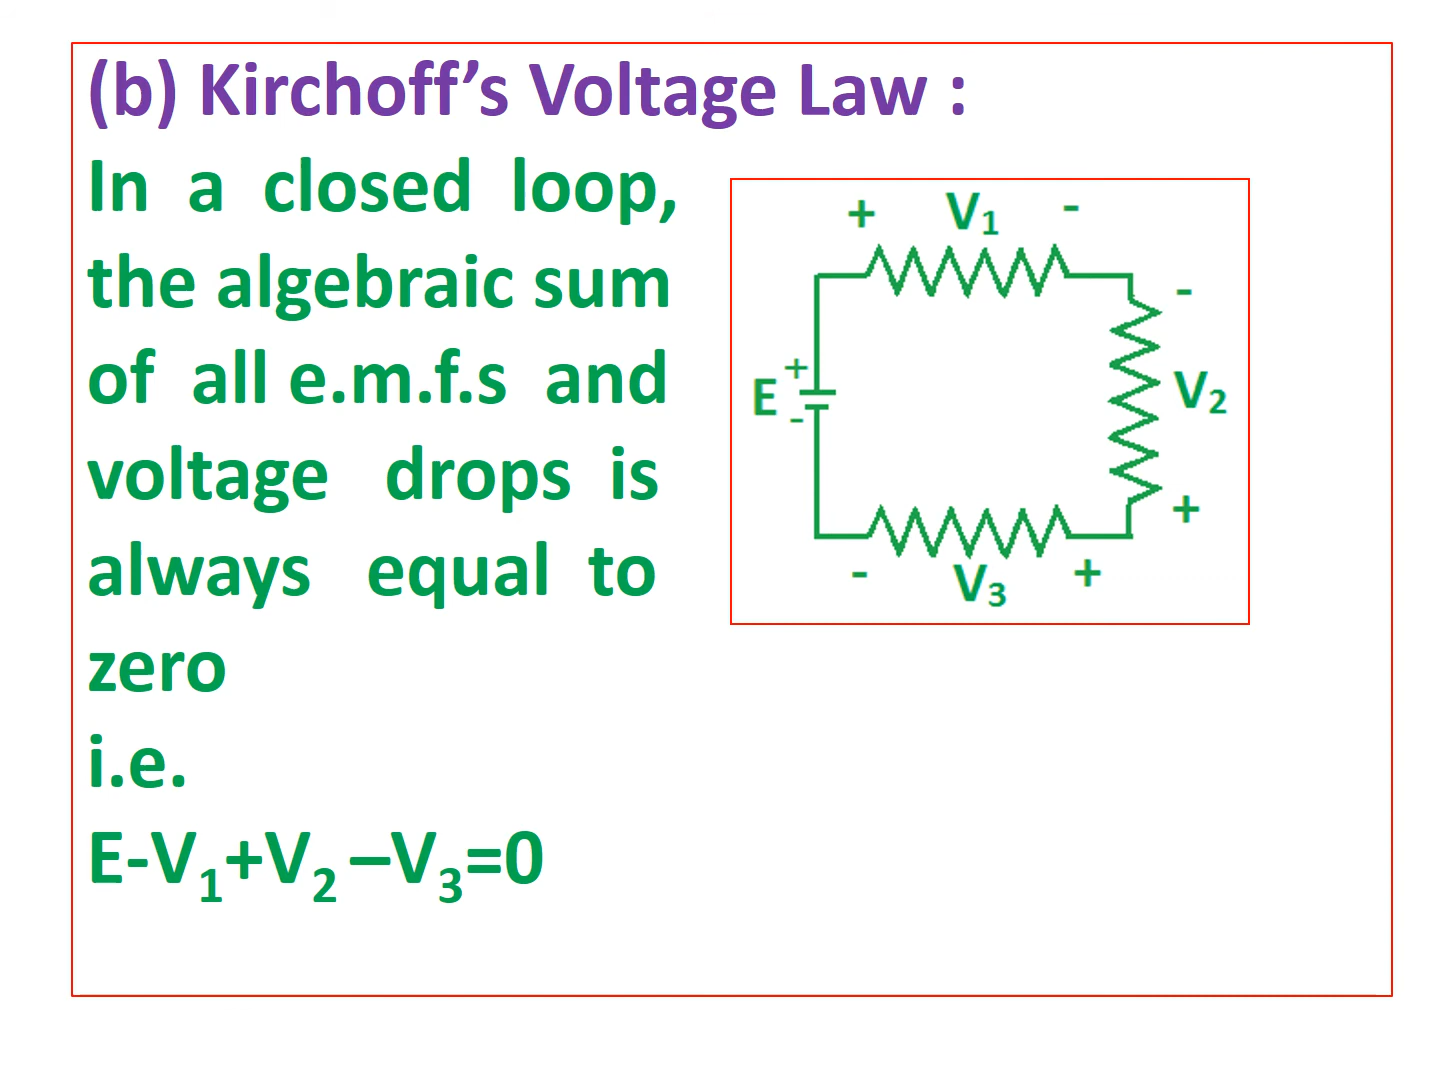 (b) Kirchoff’s Voltage Law :
In a closed loop,
the algebraic sum
of all e.m.f.s and
voltage drops is
always equal to
zero
i.e.
E-V₁+V₂ –V₃=0
+ V₁ -
-
+
E
-
V₂
+
- V₃ +